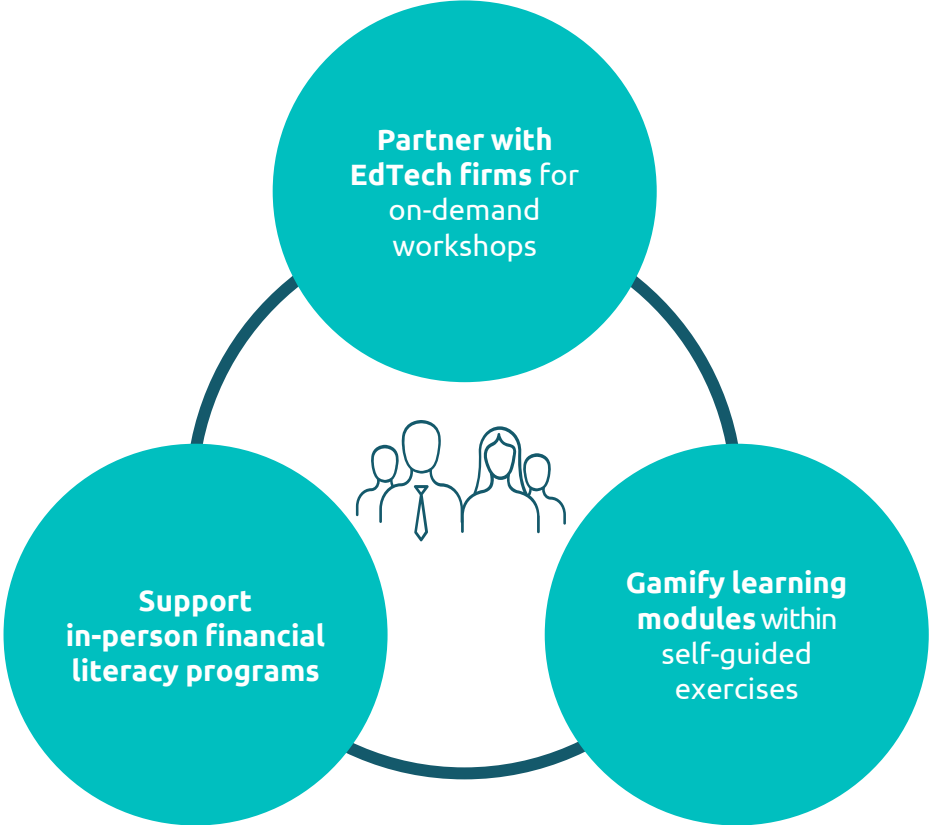 Partner with
EdTech firms for
on-demand
workshops
Support
in-person financial
literacy programs
Gamify learning
modules within
self-guided
exercises